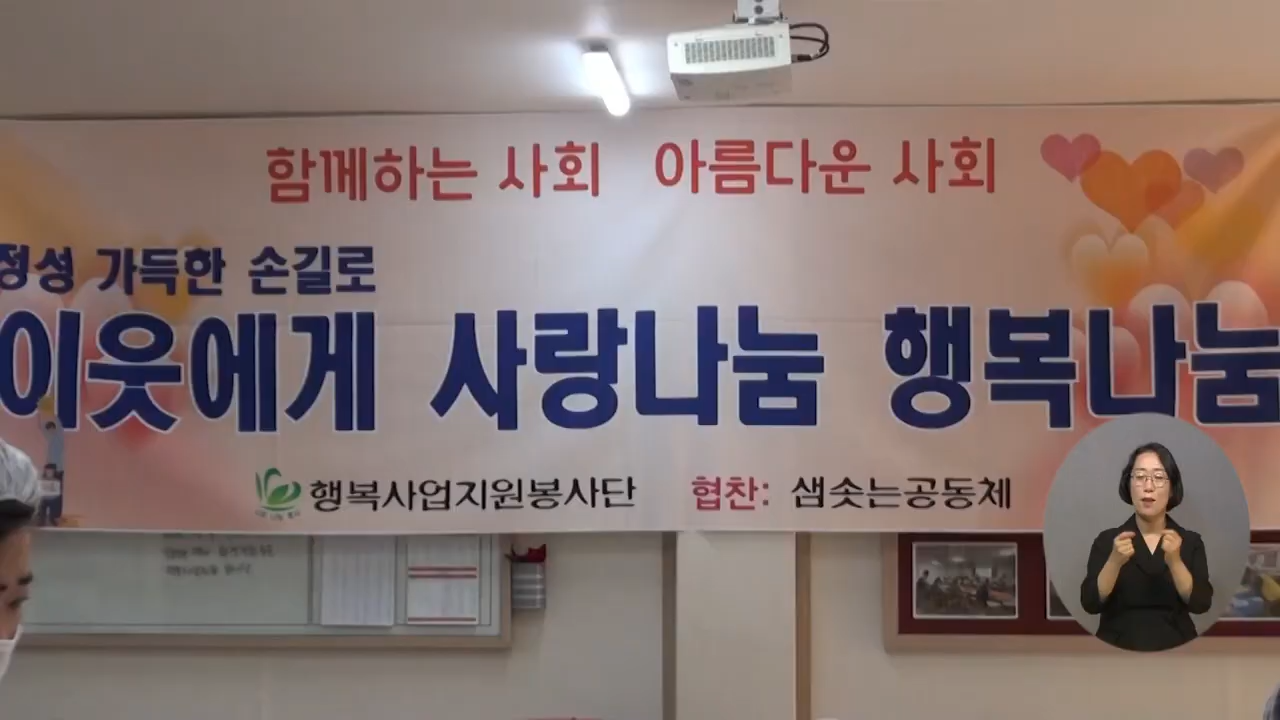 함께하는 사회 아름다운 사회
정성 가득한 손길로
이웃에게 사랑나눔 행복나눔
행복사업지원봉사단 협찬: 샘솟는공동체